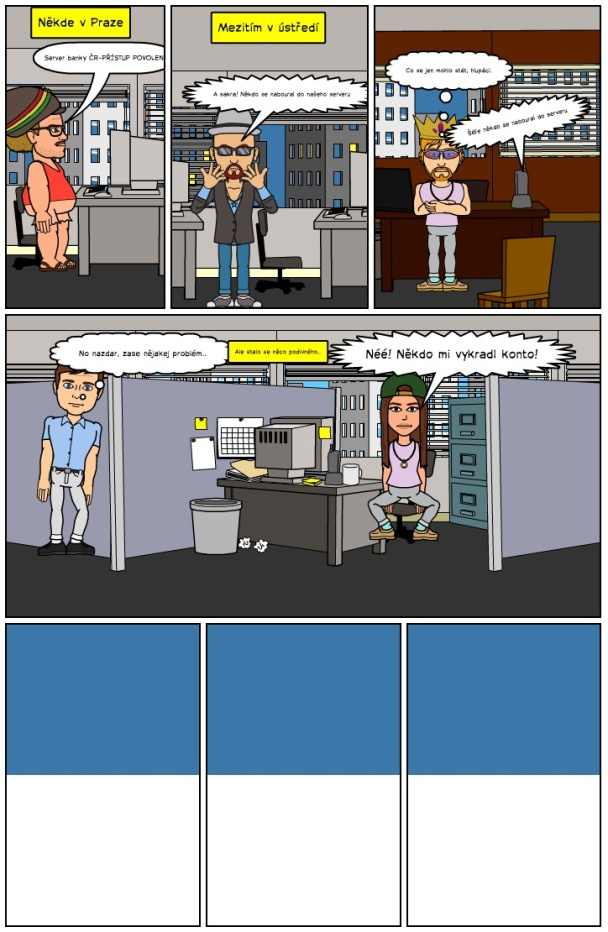 Někde v Praze
Server banky ČR-PŘÍSTUP POVOLEN
Mezitím v ústředí
A sakra! Někdo se naboural do našeho serveru
Co se jen mohlo stát, hlupáci.
Šéfe někdo se naboural do serveru
No nazdar, zase nějakej problém..
Ale stalo se něco podivného..
Néé! Někdo mi vykradl konto!